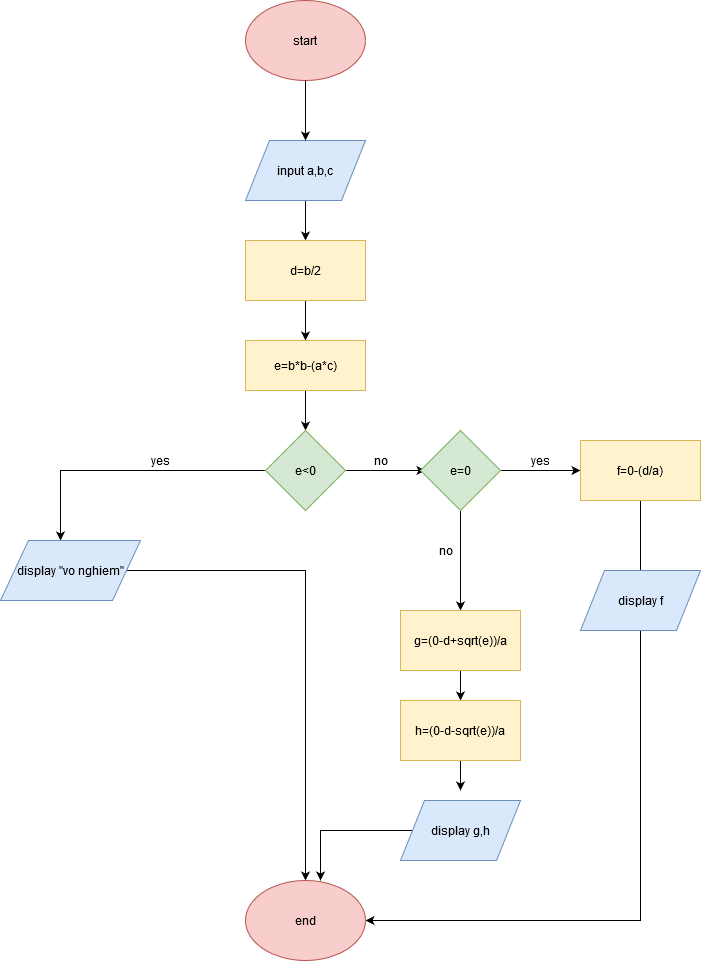 start
input a,b,c
d=b/2
e=b*b-(a*c)
yes
e<0
no
e=0
yes
f=0-(d/a)
display "vo nghiem"
no
display f
g=(0-d+sqrt(e))/a
h=(0-d-sqrt(e))/a
display g,h
end